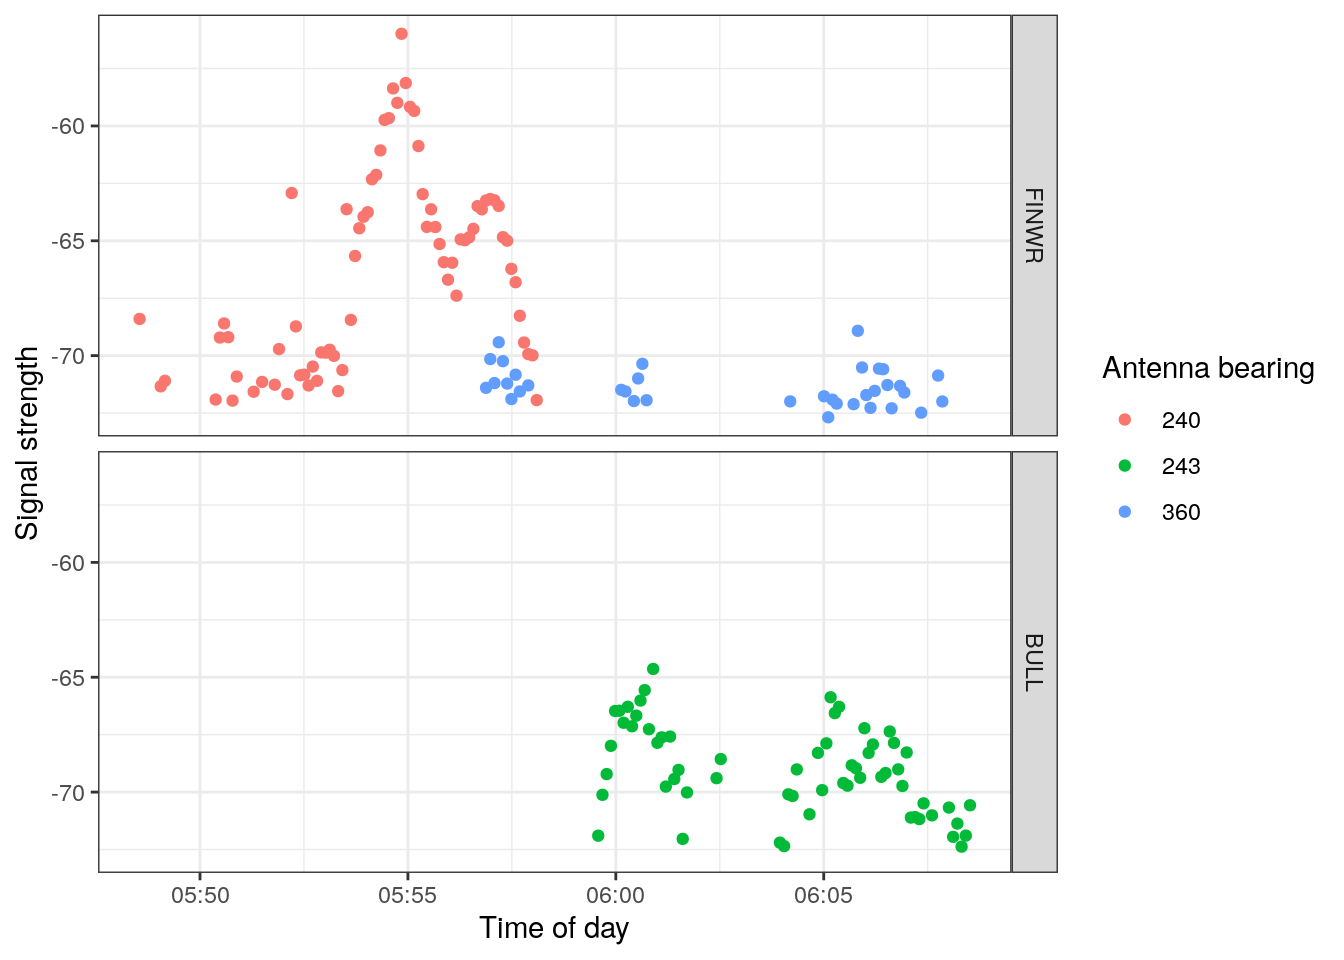 -60
-65
-70
FINWR
-60
-65
-70
BULL
Signal strength
05:50
05:55
06:00
06:05
Time of day
Antenna bearing
240
243
360